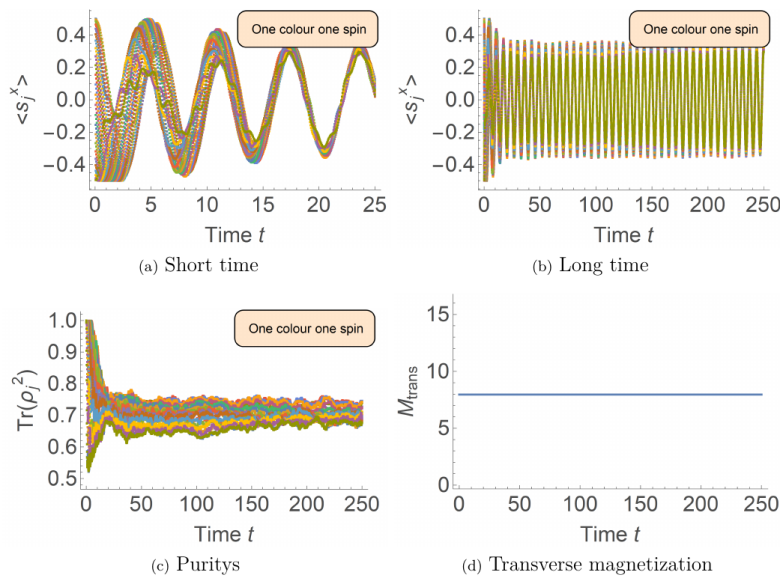 One colour one spin
<s_j^x>
0.4
0.2
0.0
−0.2
−0.4
0 5 10 15 20 25
Time t
(a) Short time
One colour one spin
<s_j^x>
0.4
0.2
0.0
−0.2
−0.4
0 50 100 150 200 250
Time t
(b) Long time
One colour one spin
Tr(ρ_j^2)
1.0
0.9
0.8
0.7
0.6
0.5
0 50 100 150 200 250
Time t
(c) Puritys
M_trans
15
10
5
0
0 50 100 150 200 250
Time t
(d) Transverse magnetization